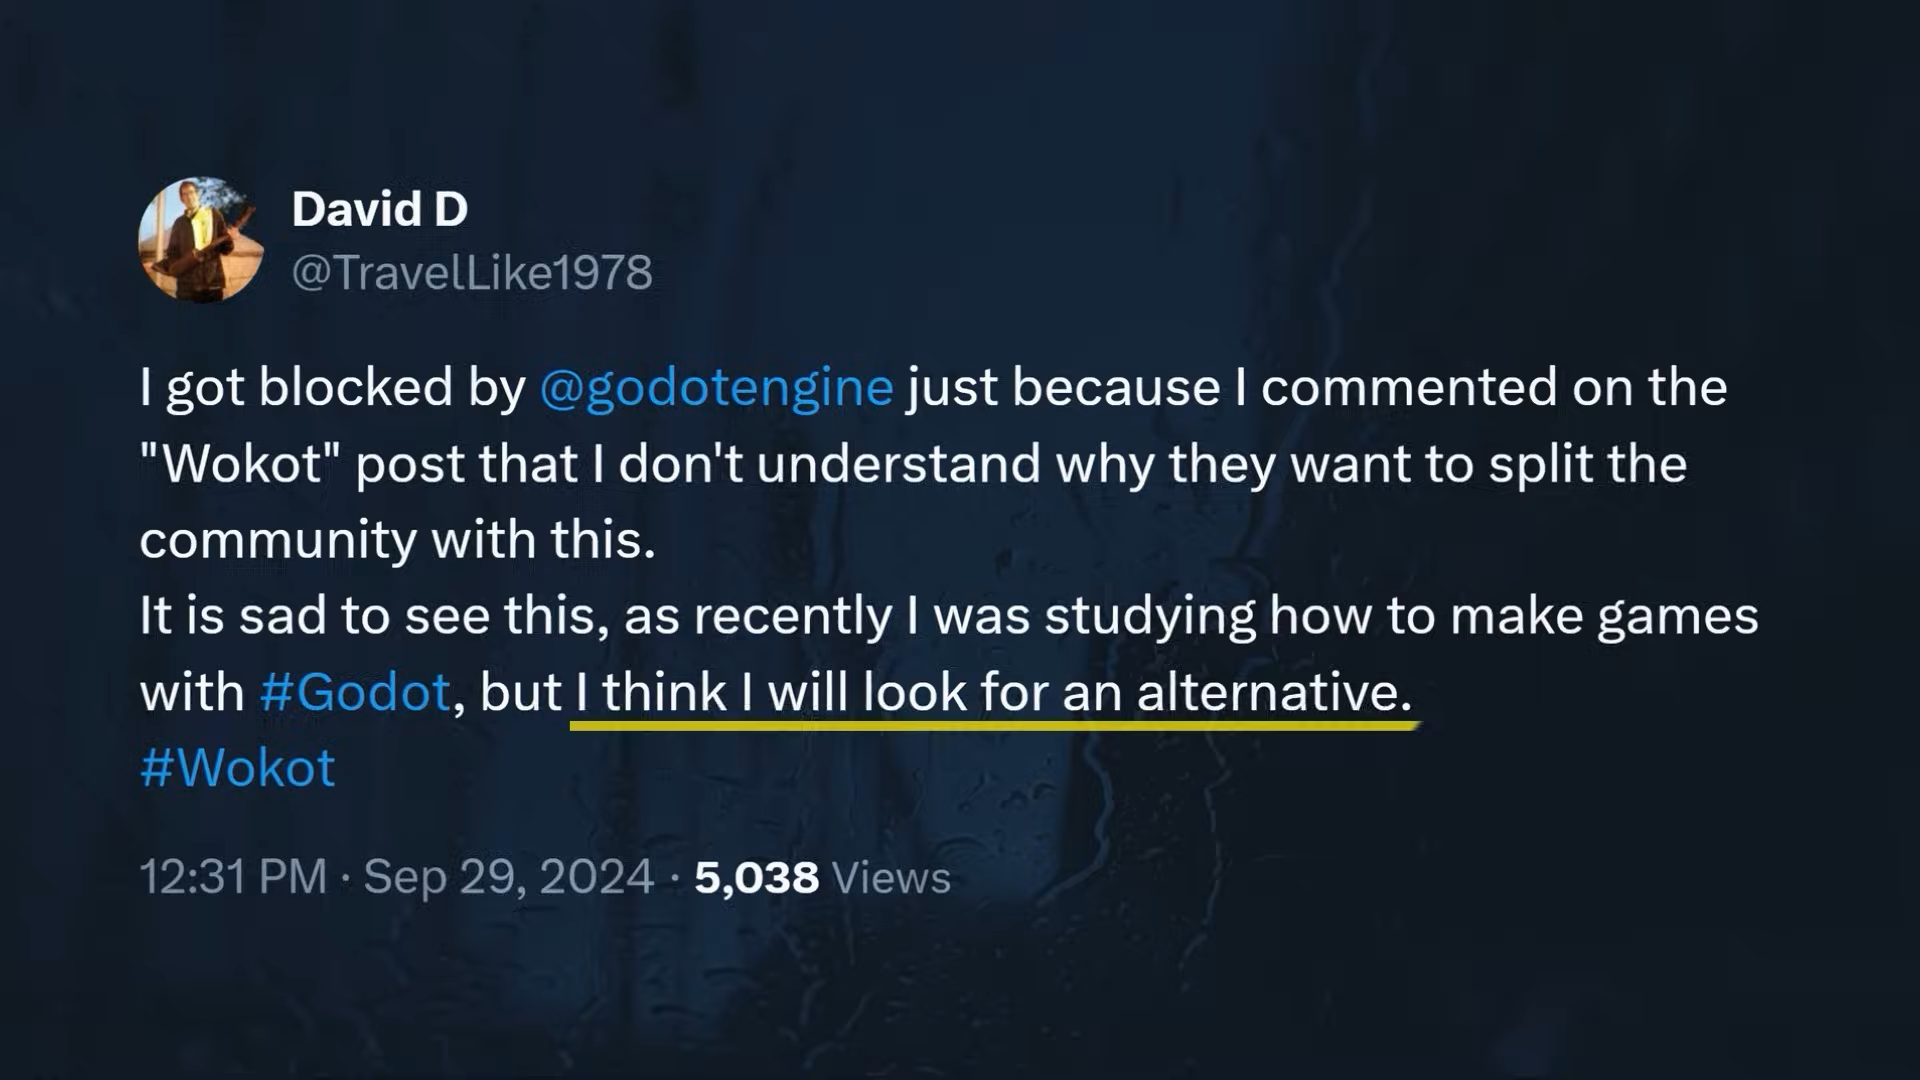 David D
@TravelLike1978
I got blocked by @godotengine just because I commented on the
"Wokot" post that I don't understand why they want to split the
community with this.
It is sad to see this, as recently I was studying how to make games
with #Godot, but I think I will look for an alternative.
#Wokot
12:31 PM · Sep 29, 2024 · 5,038 Views